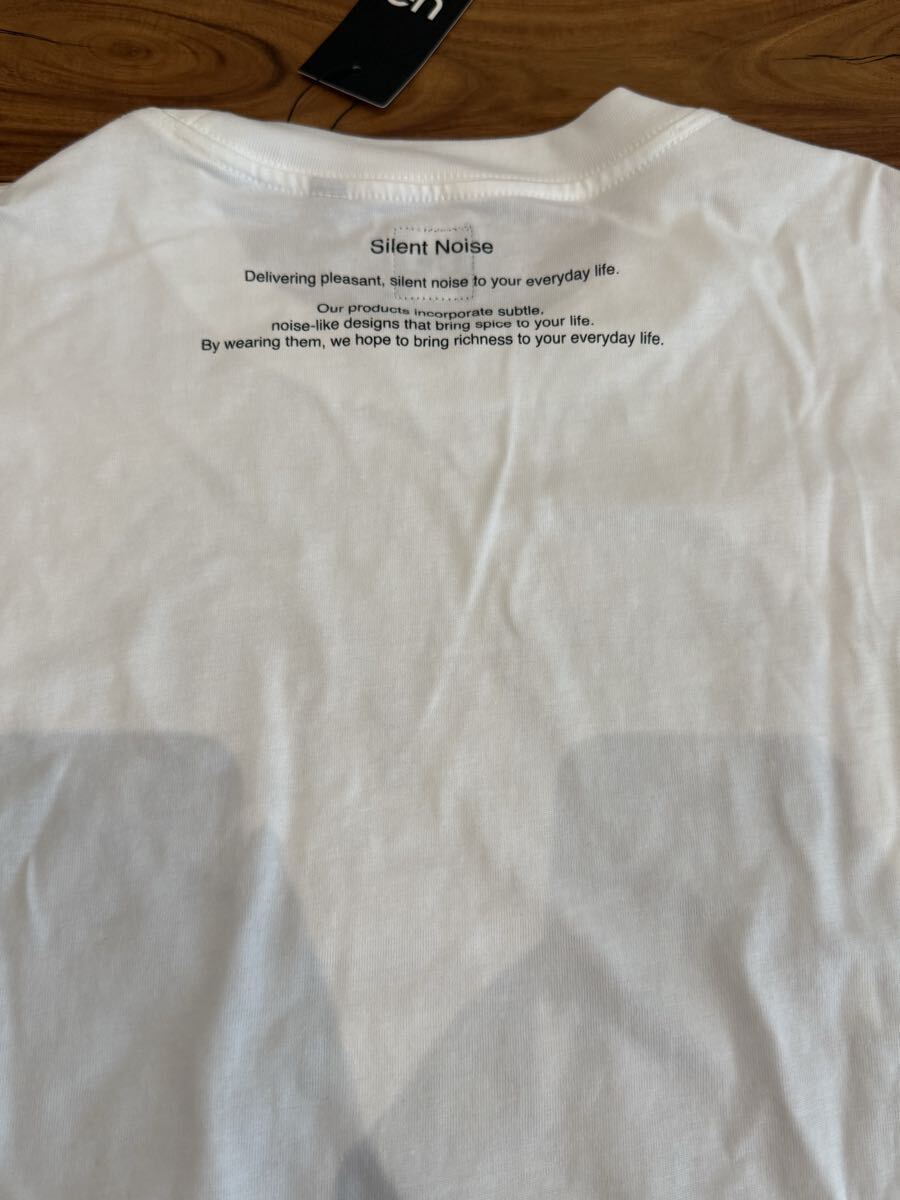 Silent Noise
Delivering pleasant, silent noise to your everyday life.
Our products incorporate subtle,
noise-like designs that bring spice to your life.
By wearing them, we hope to bring richness to your everyday life.